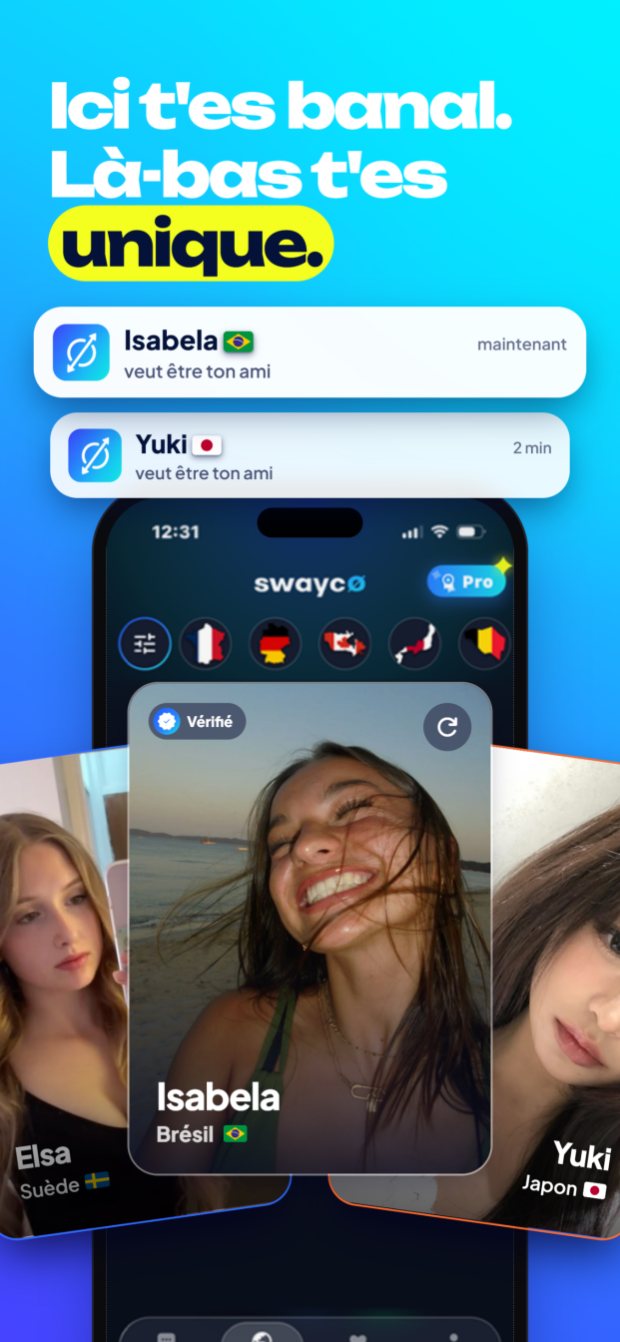 Ici t'es banal.
Là-bas t'es
unique.
Isabela 🇧🇷
maintenant
veut être ton ami
Yuki 🇯🇵
2 min
veut être ton ami
12:31
swayco
Pro
Vérifié
Elsa
Suède 🇸🇪
Isabela
Brésil 🇧🇷
Yuki
Japon 🇯🇵